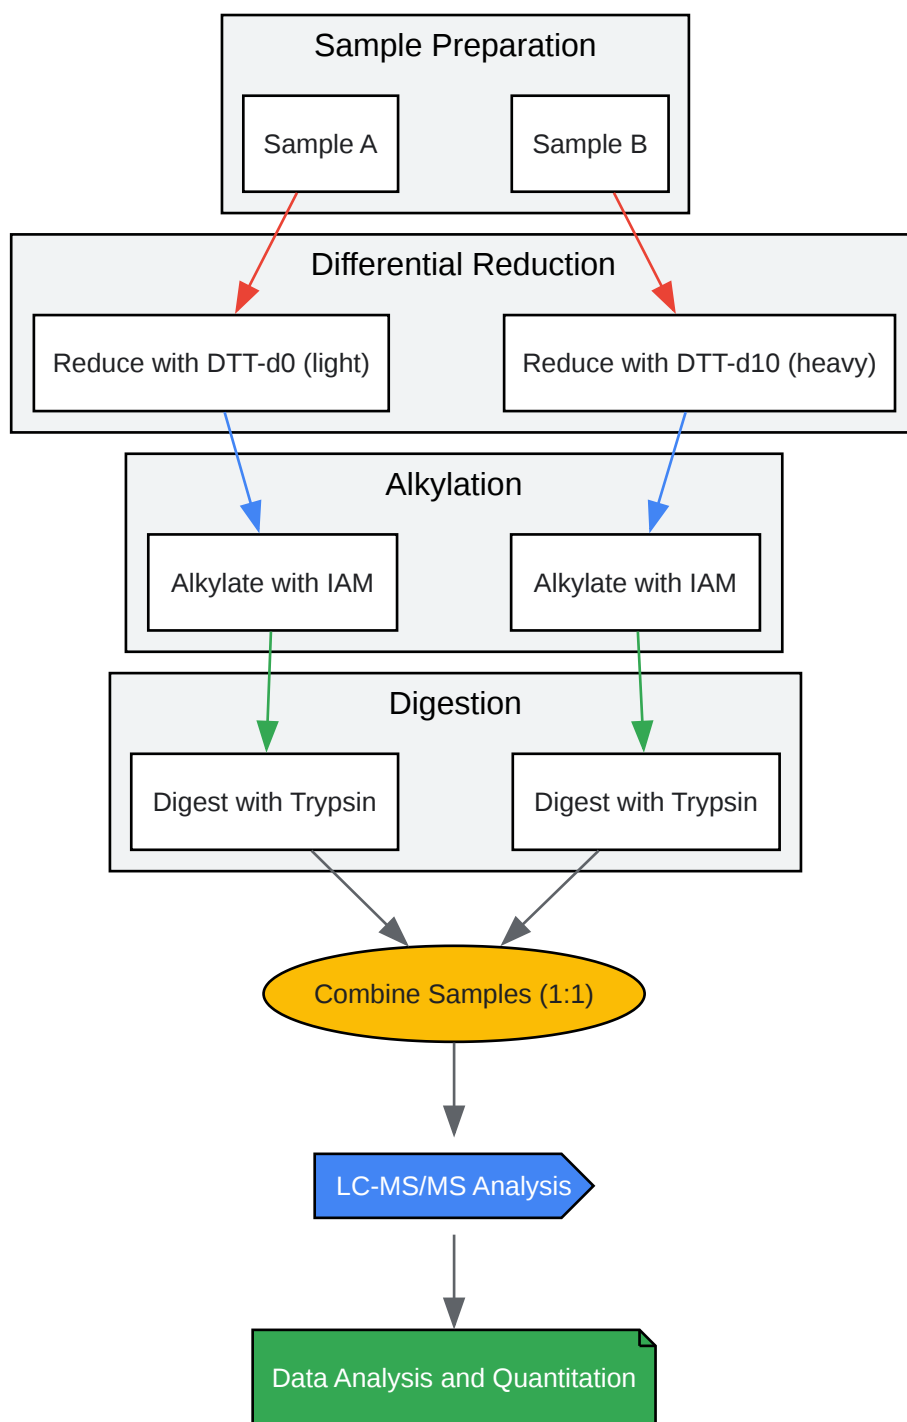 Sample Preparation
Sample A
Sample B
Differential Reduction
Reduce with DTT-d0 (light)
Reduce with DTT-d10 (heavy)
Alkylation
Alkylate with IAM
Alkylate with IAM
Digestion
Digest with Trypsin
Digest with Trypsin
Combine Samples (1:1)
LC-MS/MS Analysis
Data Analysis and Quantitation